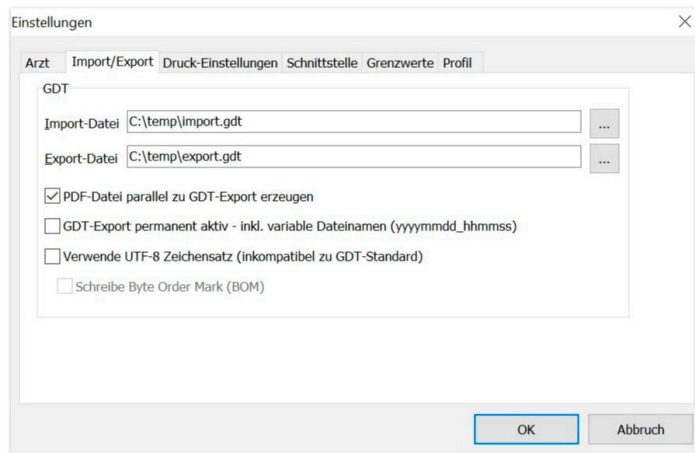 Einstellungen
Arzt Import/Export Druck-Einstellungen Schnittstelle Grenzwerte Profil
GDT
Import-Datei C:\temp\import.gdt ...
Export-Datei C:\temp\export.gdt ...
PDF-Datei parallel zu GDT-Export erzeugen
GDT-Export permanent aktiv - inkl. variable Dateinamen (yyyymmdd_hhmmss)
Verwende UTF-8 Zeichensatz (inkompatibel zu GDT-Standard)
Schreibe Byte Order Mark (BOM)
OK Abbruch